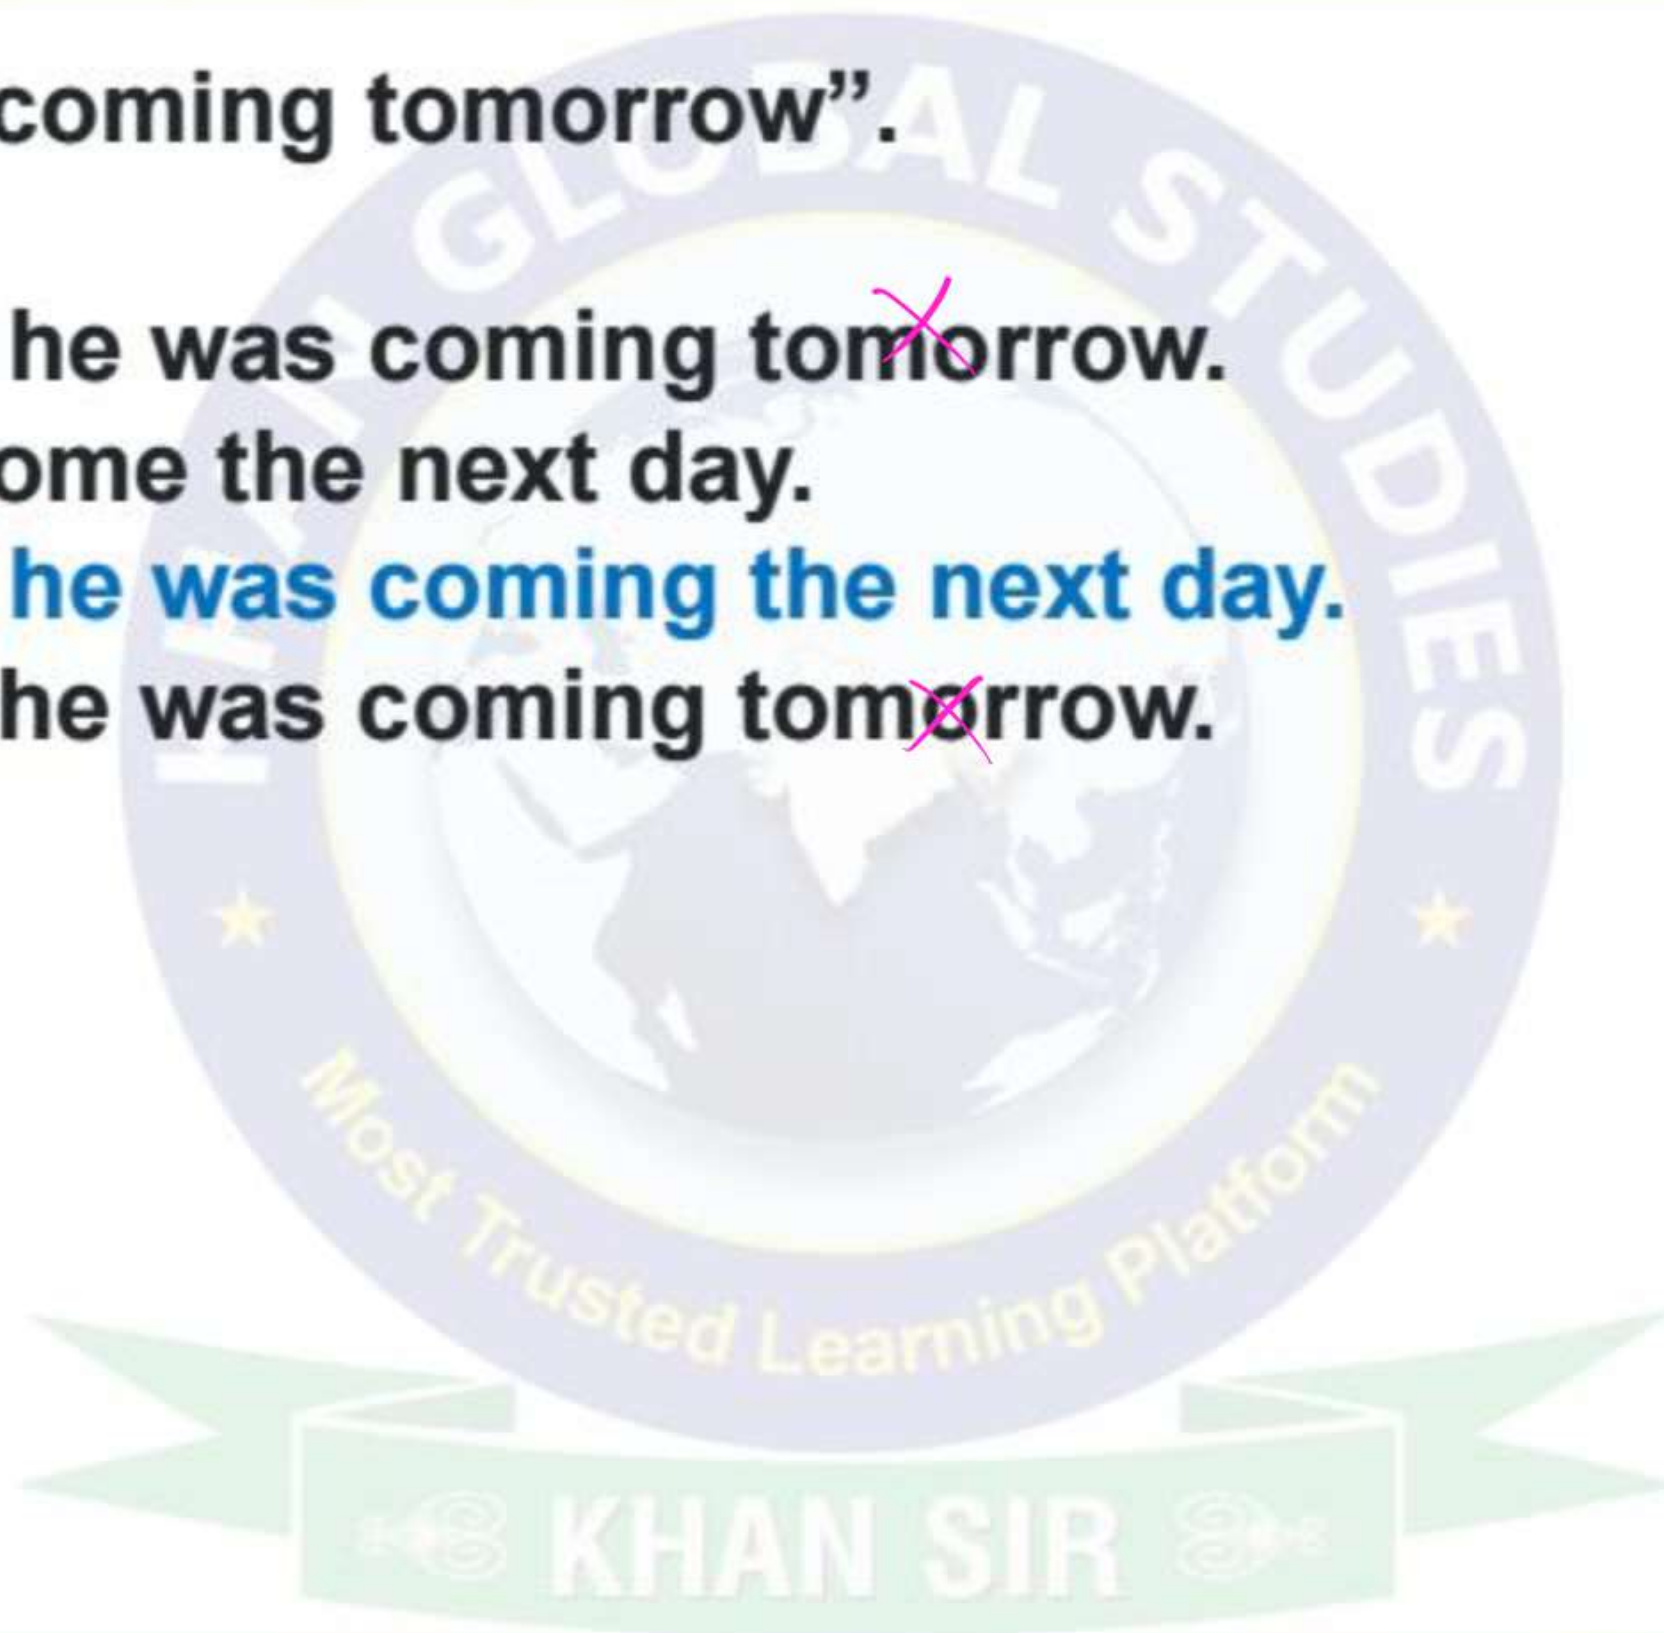 coming tomorrow”.
he was coming tomorrow.
ome the next day.
he was coming the next day.
he was coming tomorrow.
KHAN GLOBAL STUDIES
Most Trusted Learning Platform
KHAN SIR